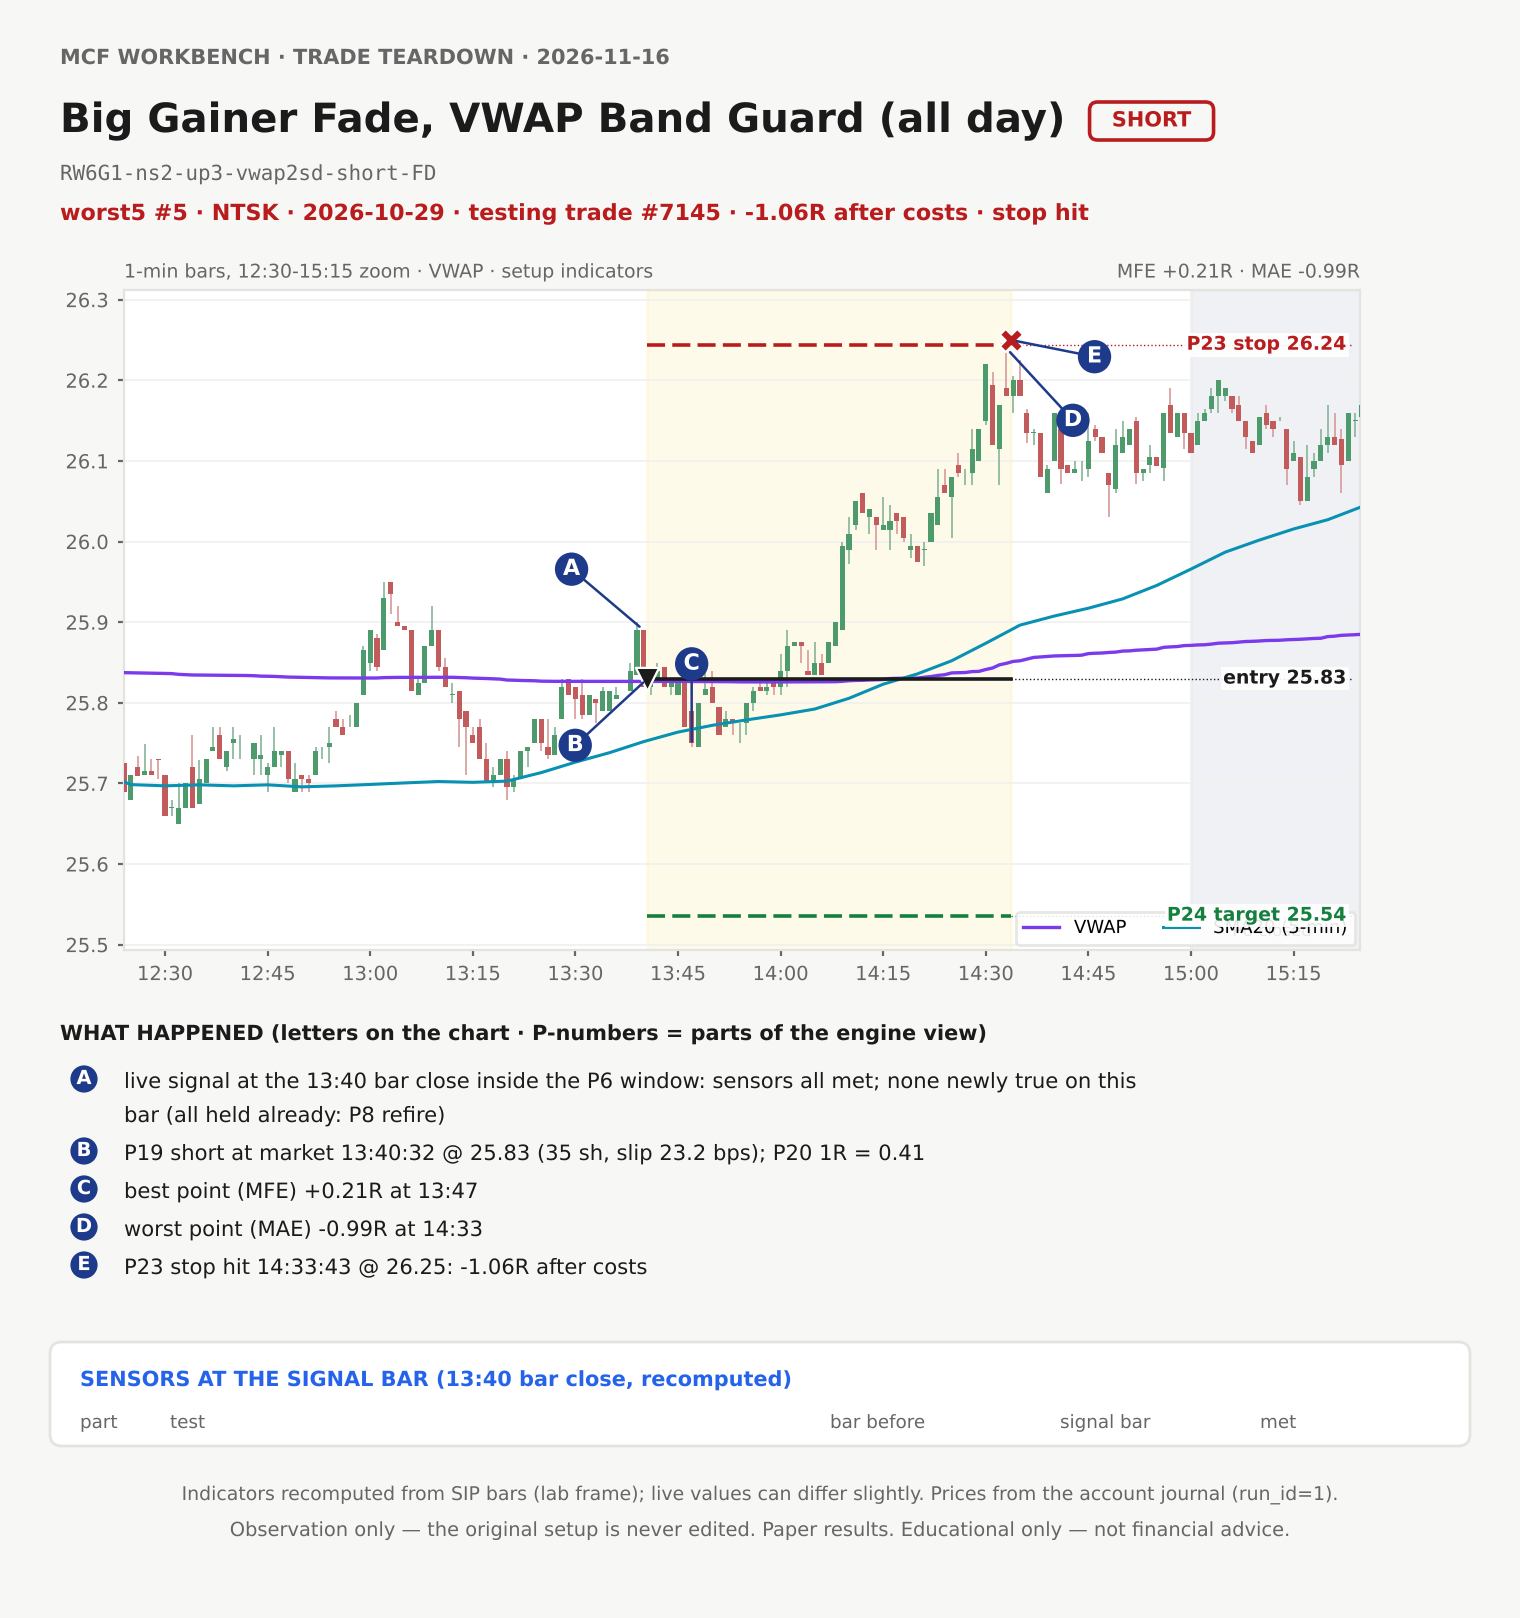 MCF WORKBENCH · TRADE TEARDOWN · 2026-11-16
Big Gainer Fade, VWAP Band Guard (all day) SHORT
RW6G1-ns2-up3-vwap2sd-short-FD
worst5 #5 · NTSK · 2026-10-29 · testing trade #7145 · -1.06R after costs · stop hit
1-min bars, 12:30-15:15 zoom · VWAP · setup indicators
MFE +0.21R · MAE -0.99R
26.3
26.2
26.1
26.0
25.9
25.8
25.7
25.6
25.5
P23 stop 26.24
E
D
A
C
B
entry 25.83
P24 target 25.54
VWAP SMA20 (5-min)
12:30 12:45 13:00 13:15 13:30 13:45 14:00 14:15 14:30 14:45 15:00 15:15
WHAT HAPPENED (letters on the chart · P-numbers = parts of the engine view)
A live signal at the 13:40 bar close inside the P6 window: sensors all met; none newly true on this
bar (all held already: P8 refire)
B P19 short at market 13:40:32 @ 25.83 (35 sh, slip 23.2 bps); P20 1R = 0.41
C best point (MFE) +0.21R at 13:47
D worst point (MAE) -0.99R at 14:33
E P23 stop hit 14:33:43 @ 26.25: -1.06R after costs
SENSORS AT THE SIGNAL BAR (13:40 bar close, recomputed)
part test bar before signal bar met
Indicators recomputed from SIP bars (lab frame); live values can differ slightly. Prices from the account journal (run_id=1).
Observation only — the original setup is never edited. Paper results. Educational only — not financial advice.